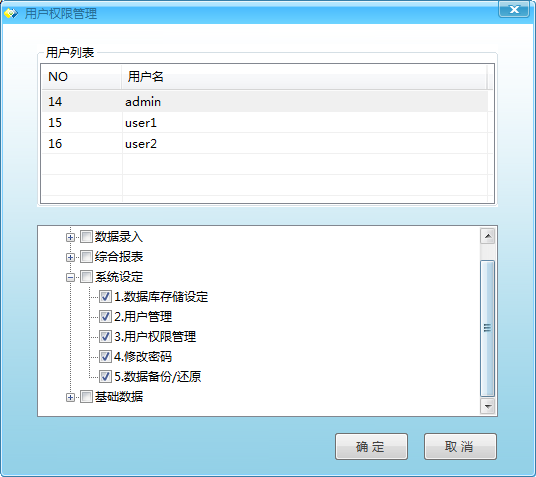 用户权限管理
用户列表
NO 用户名
14 admin
15 user1
16 user2
数据录入
综合报表
系统设定
1.数据库存储设定
2.用户管理
3.用户权限管理
4.修改密码
5.数据备份/还原
基础数据
确 定 取 消